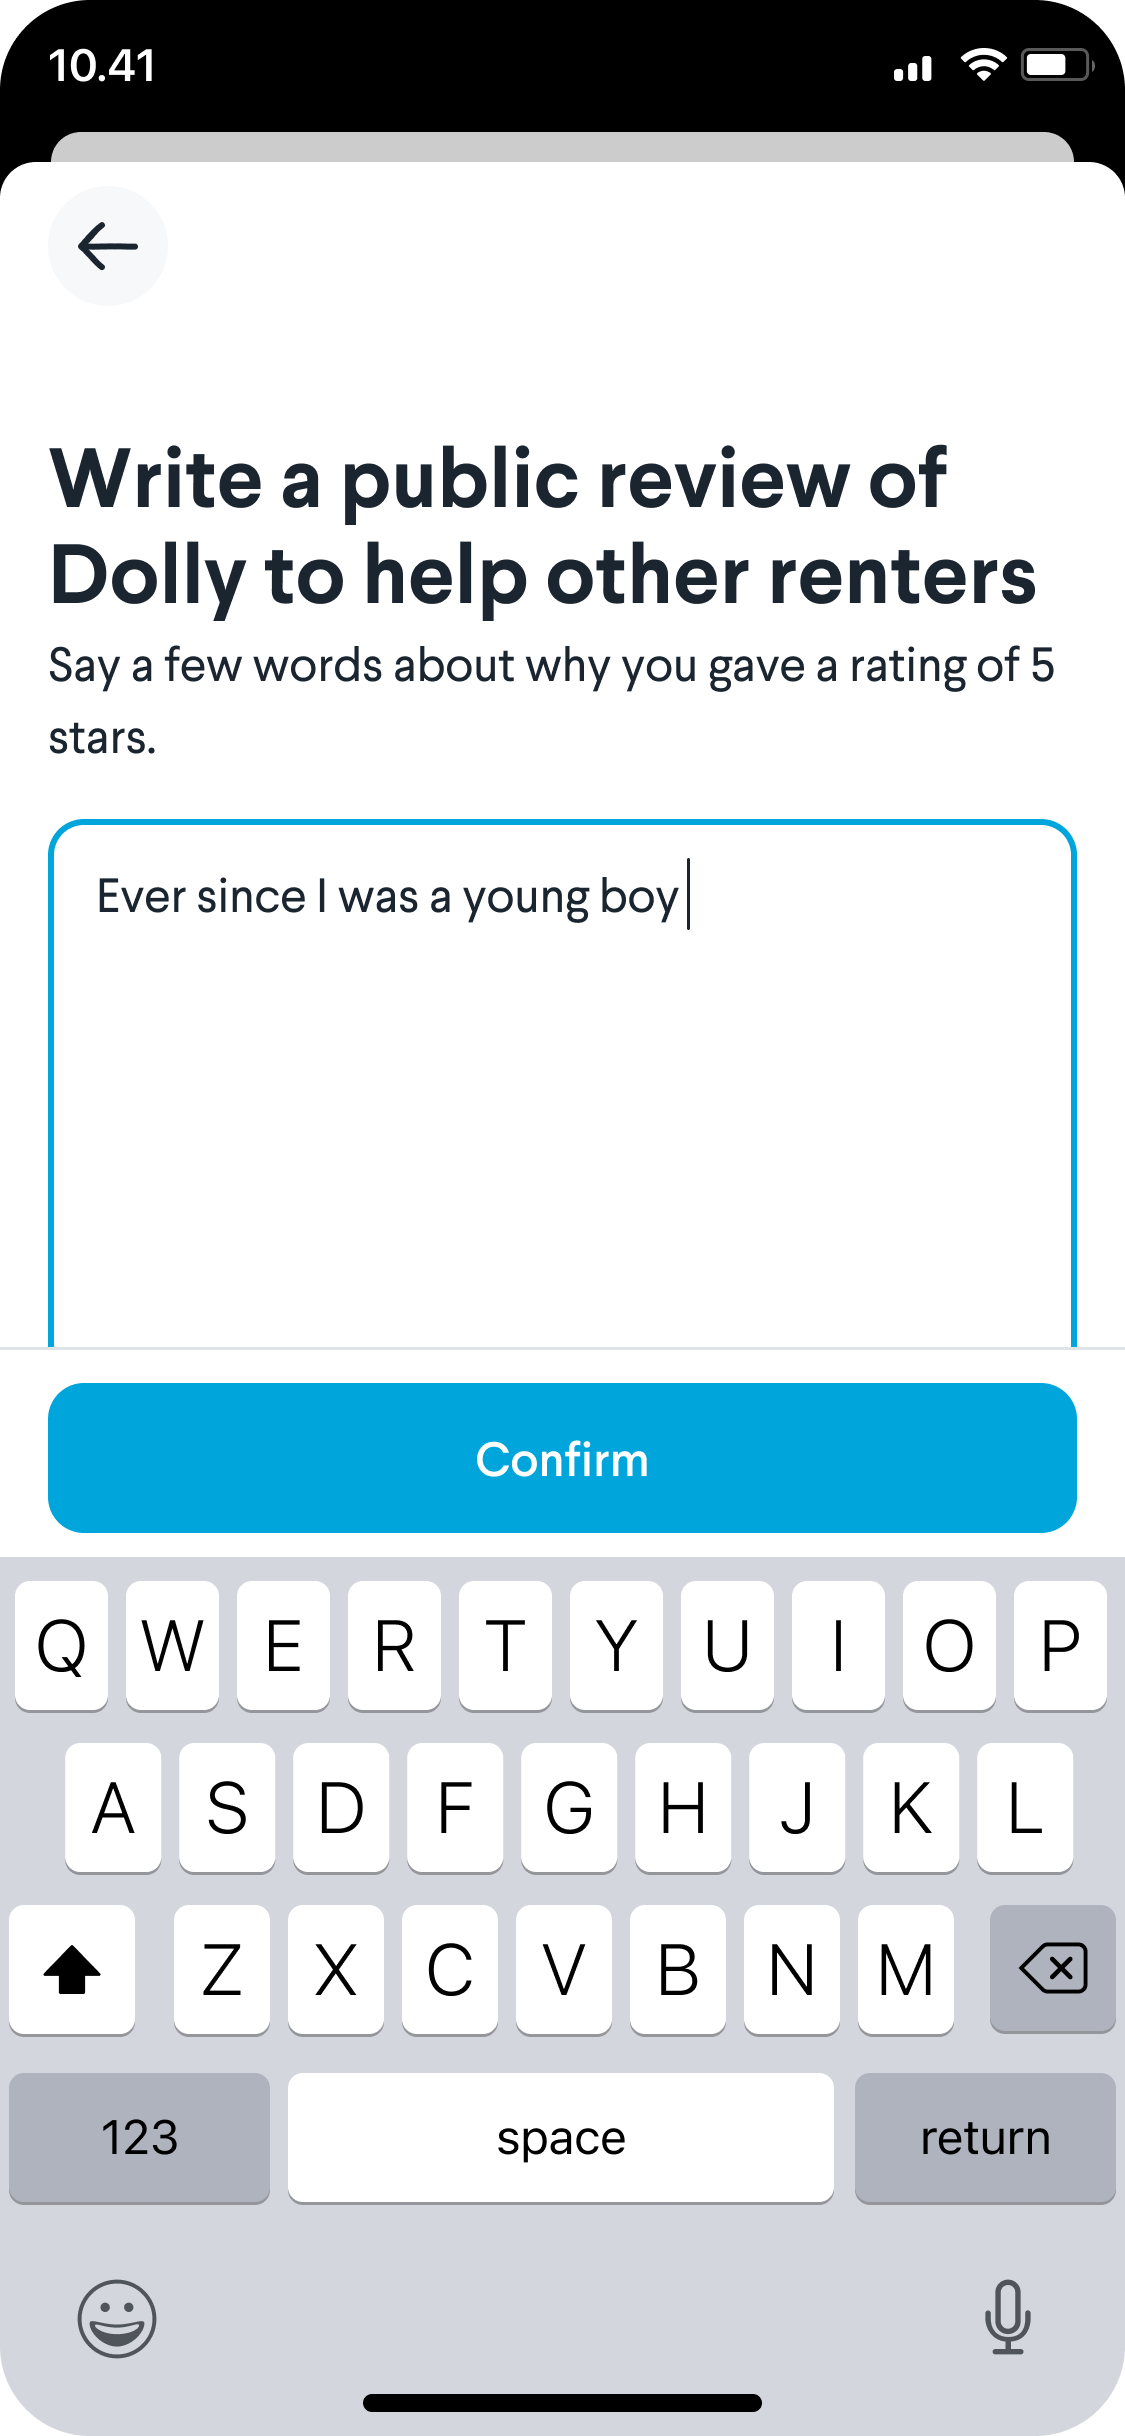 10.41
Write a public review of
Dolly to help other renters
Say a few words about why you gave a rating of 5
stars.
Ever since I was a young boy
Confirm
Q W E R T Y U I O P
A S D F G H J K L
Z X C V B N M
123 space return